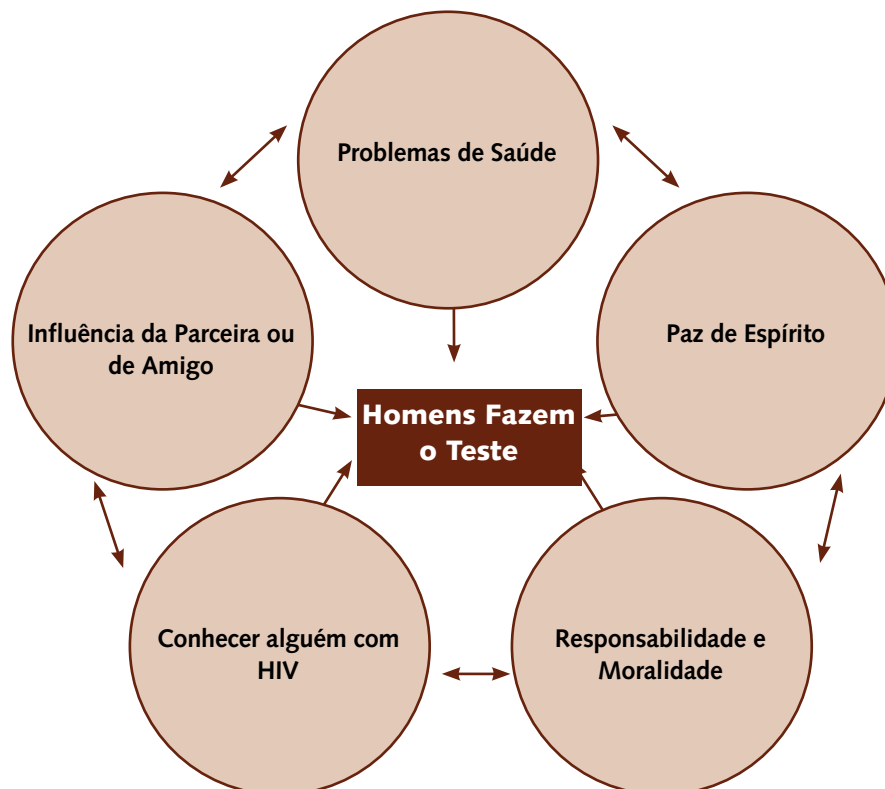 Problemas de Saúde
Influência da Parceira ou
de Amigo
Paz de Espírito
Homens Fazem
o Teste
Conhecer alguém com
HIV
Responsabilidade e
Moralidade